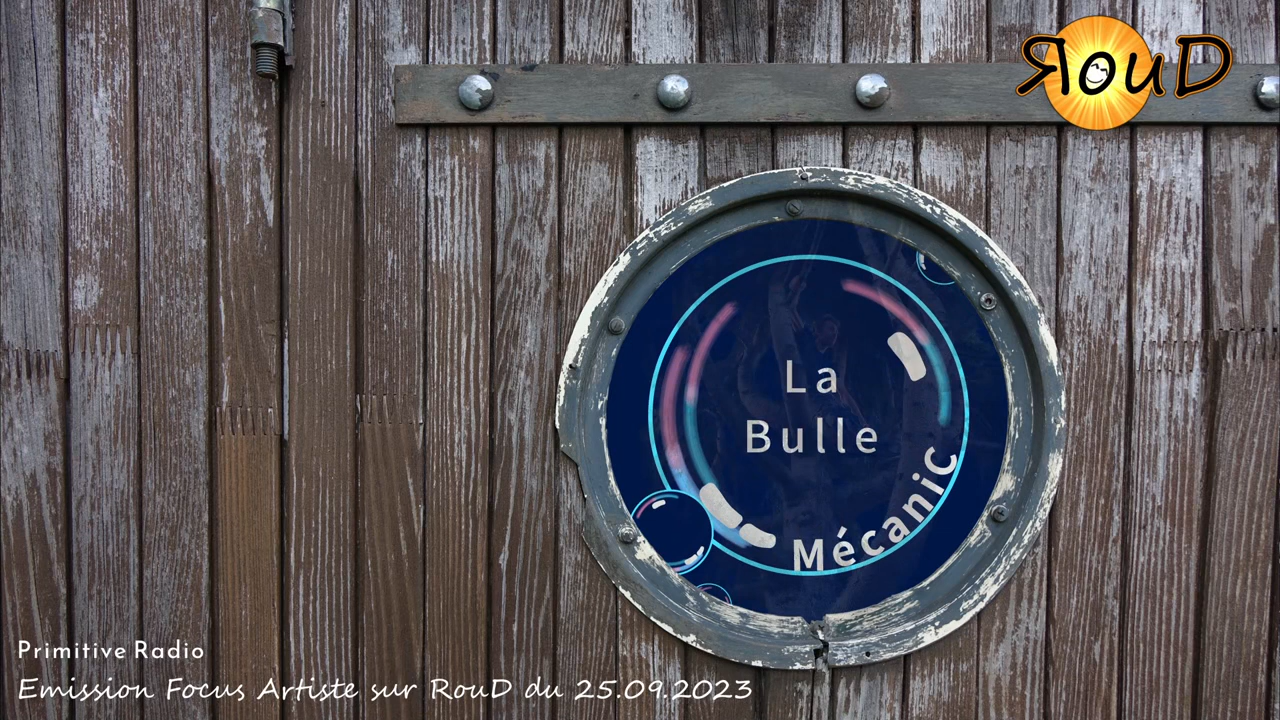 RouD
La
Bulle
Mécanic
Primitive Radio
Emission Focus Artiste sur RouD du 25.09.2023